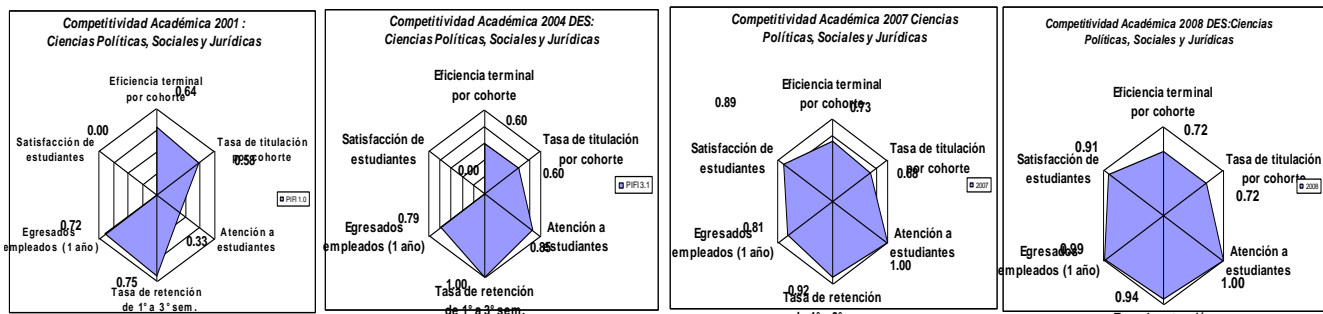 Competitividad Académica 2001 :
Ciencias Políticas, Sociales y Jurídicas
Eficiencia terminal
por cohorte
0.64
0.00
Satisfacción de
estudiantes
Tasa de titulación
por cohorte
0.58
PIFI 1.0
0.72
Egresados
empleados (1 año)
0.33
Atención a
estudiantes
0.75
Tasa de retención
de 1° a 3° sem.
Competitividad Académica 2004 DES:
Ciencias Políticas, Sociales y Jurídicas
Eficiencia terminal
por cohorte
0.60
Satisfacción de
estudiantes
0.00
Tasa de titulación
por cohorte
0.60
PIFI 3.1
0.79
Egresados
empleados (1 año)
Atención a
estudiantes
0.85
1.00
Tasa de retención
de 1° a 3° sem.
Competitividad Académica 2007 Ciencias
Políticas, Sociales y Jurídicas
Eficiencia terminal
por cohorte
0.73
0.89
Satisfacción de
estudiantes
Tasa de titulación
por cohorte
0.68
2007
0.81
Egresados
empleados (1 año)
Atención a
estudiantes
1.00
0.92
Tasa de retención
Competitividad Académica 2008 DES:Ciencias
Políticas, Sociales y Jurídicas
Eficiencia terminal
por cohorte
0.72
0.91
Satisfacción de
estudiantes
Tasa de titulación
por cohorte
0.72
2008
0.99
Egresados
empleados (1 año)
Atención a
estudiantes
1.00
0.94